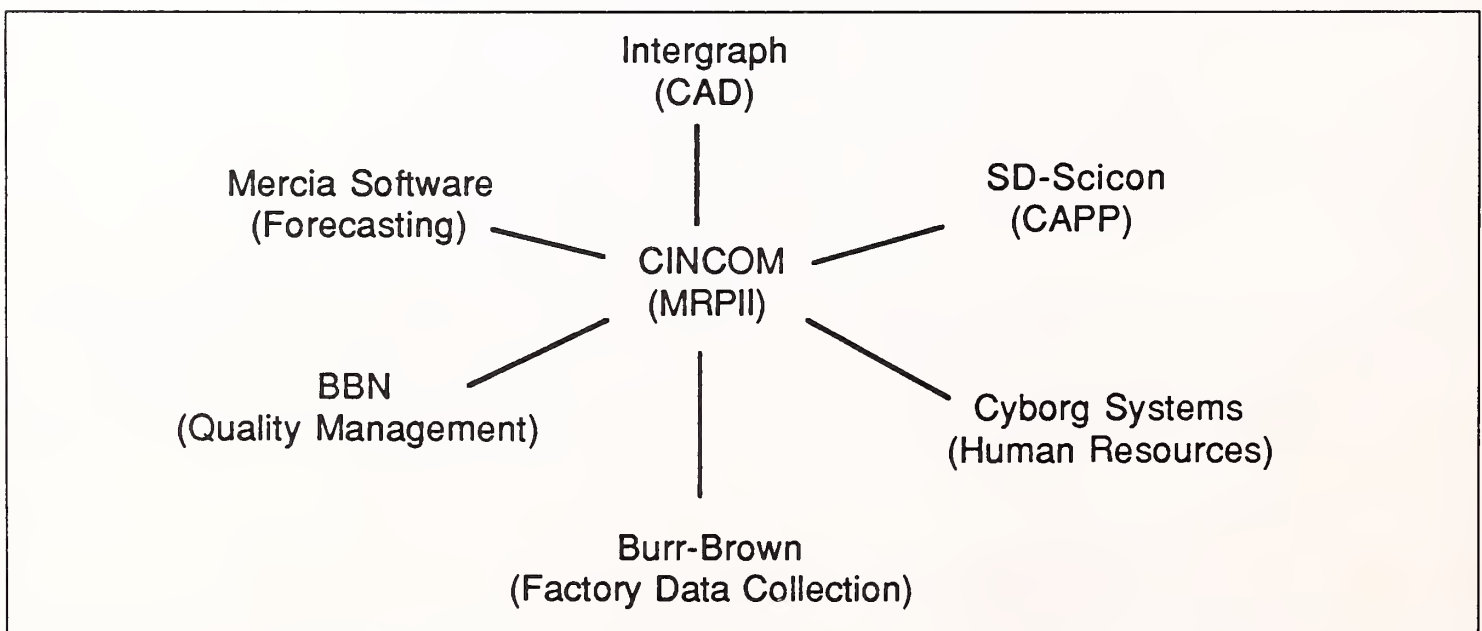 Intergraph
(CAD)
Mercia Software
(Forecasting)
SD-Scicon
(CAPP)
CINCOM
(MRPII)
BBN
(Quality Management)
Cyborg Systems
(Human Resources)
Burr-Brown
(Factory Data Collection)